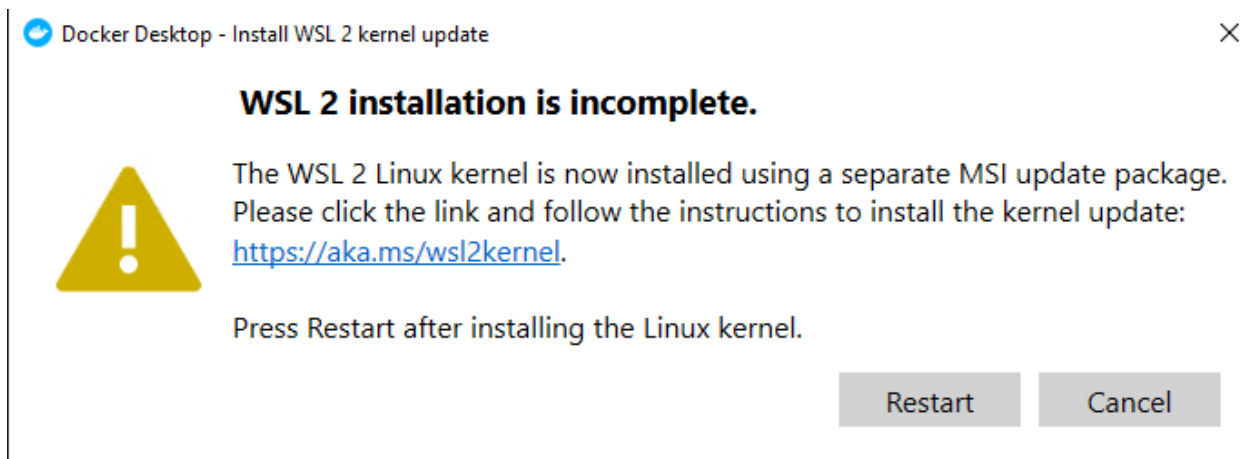 Docker Desktop - Install WSL 2 kernel update
WSL 2 installation is incomplete.
The WSL 2 Linux kernel is now installed using a separate MSI update package.
Please click the link and follow the instructions to install the kernel update:
https://aka.ms/wsl2kernel.
Press Restart after installing the Linux kernel.
Restart Cancel